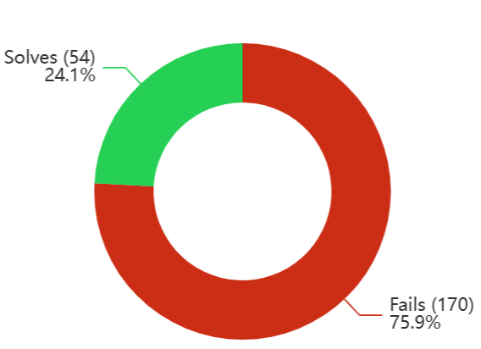 Solves (54)
24.1%
Fails (170)
75.9%